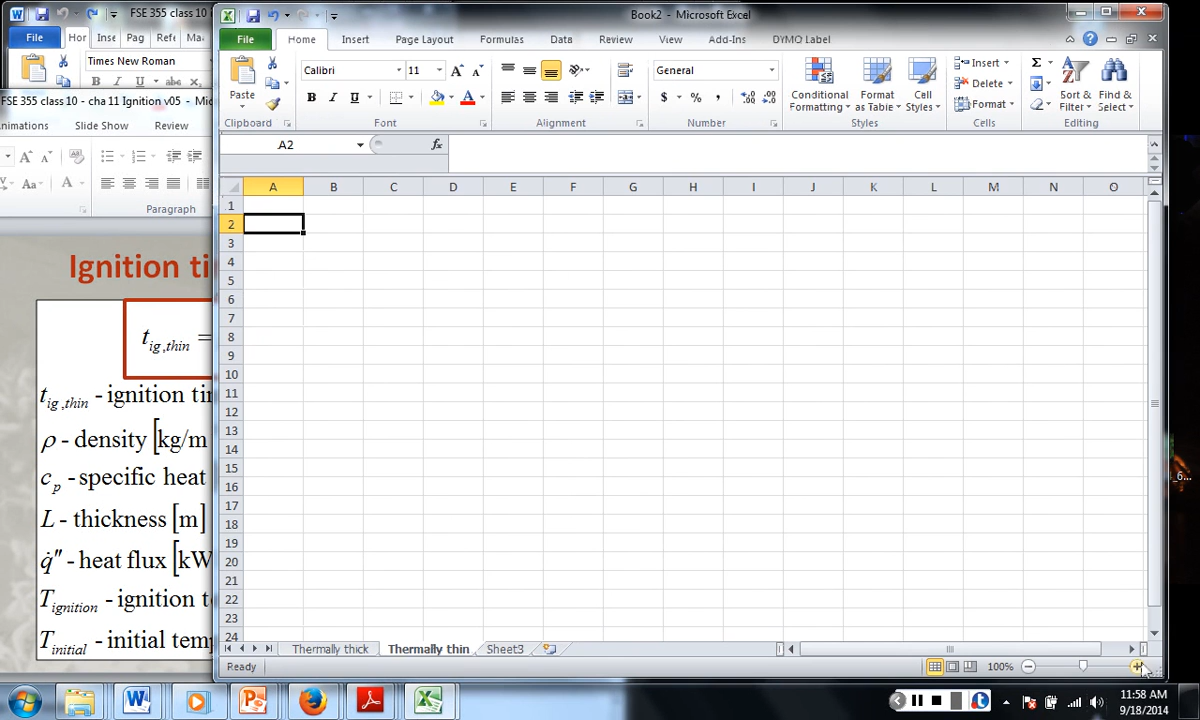 FSE 355 class 10
File Hor Inse Pag Refe Ma
Times New Roman
B I U abc x
FSE 355 class 10 - cha 11 Ignition v05 - Mic
nimations Slide Show Review
Aa A
Paragraph
Ignition ti
t ig,thin =
t ig,thin - ignition tim
ρ - density [kg/m
c p - specific heat
L - thickness [m]
q̇" - heat flux [kW
T ignition - ignition t
T initial - initial temp
Book2 - Microsoft Excel
File Home Insert Page Layout Formulas Data Review View Add-Ins DYMO Label
Paste
Calibri 11 A A
B I U A
General
$ % ,
Conditional Formatting
Format as Table
Cell Styles
Insert
Delete
Format
Σ
Sort & Filter
Find & Select
Clipboard Font Alignment Number Styles Cells Editing
A2 fx
A B C D E F G H I J K L M N O
1
2
3
4
5
6
7
8
9
10
11
12
13
14
15
16
17
18
19
20
21
22
23
24
Thermally thick Thermally thin Sheet3
Ready 100%
_6...
11:58 AM
9/18/2014